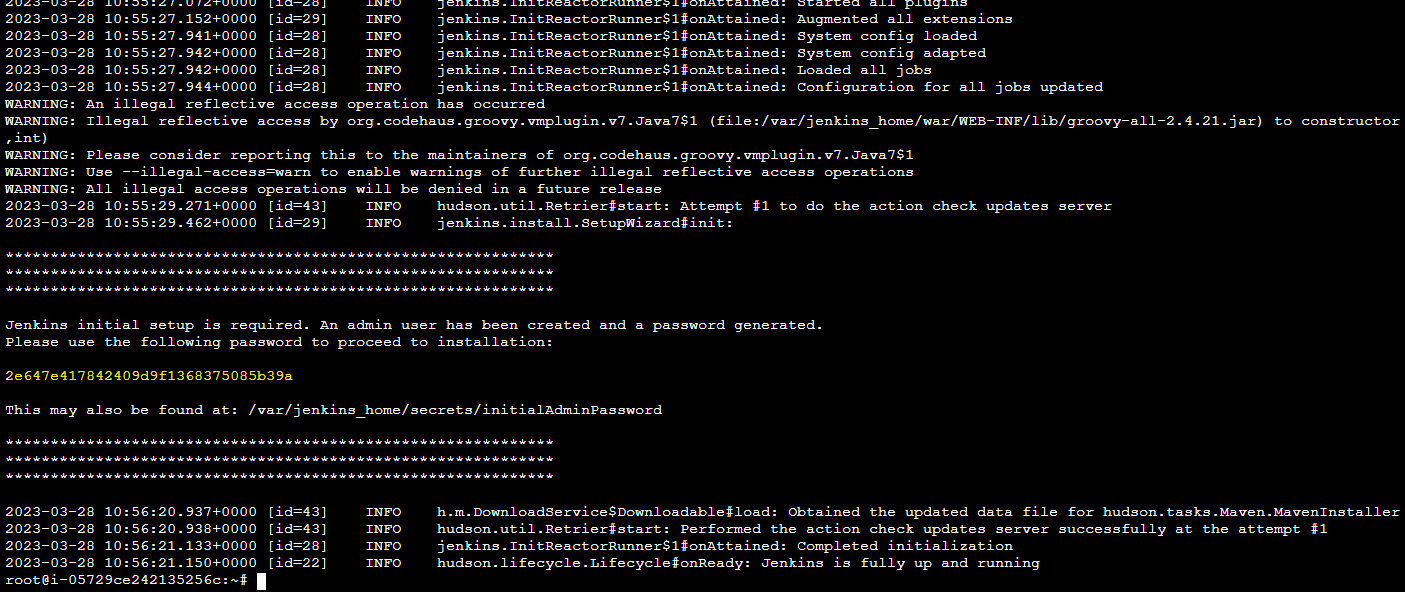 2023-03-28 10:55:27.072+0000 [id=28] INFO jenkins.InitReactorRunner$1#onAttained: Started all plugins
2023-03-28 10:55:27.152+0000 [id=29] INFO jenkins.InitReactorRunner$1#onAttained: Augmented all extensions
2023-03-28 10:55:27.941+0000 [id=28] INFO jenkins.InitReactorRunner$1#onAttained: System config loaded
2023-03-28 10:55:27.942+0000 [id=28] INFO jenkins.InitReactorRunner$1#onAttained: System config adapted
2023-03-28 10:55:27.942+0000 [id=28] INFO jenkins.InitReactorRunner$1#onAttained: Loaded all jobs
2023-03-28 10:55:27.944+0000 [id=28] INFO jenkins.InitReactorRunner$1#onAttained: Configuration for all jobs updated
WARNING: An illegal reflective access operation has occurred
WARNING: Illegal reflective access by org.codehaus.groovy.vmplugin.v7.Java7$1 (file:/var/jenkins_home/war/WEB-INF/lib/groovy-all-2.4.21.jar) to constructor
,int)
WARNING: Please consider reporting this to the maintainers of org.codehaus.groovy.vmplugin.v7.Java7$1
WARNING: Use --illegal-access=warn to enable warnings of further illegal reflective access operations
WARNING: All illegal access operations will be denied in a future release
2023-03-28 10:55:29.271+0000 [id=43] INFO hudson.util.Retrier#start: Attempt #1 to do the action check updates server
2023-03-28 10:55:29.462+0000 [id=29] INFO jenkins.install.SetupWizard#init:
*************************************************************
*************************************************************
*************************************************************
Jenkins initial setup is required. An admin user has been created and a password generated.
Please use the following password to proceed to installation:
2e647e417842409d9f1368375085b39a
This may also be found at: /var/jenkins_home/secrets/initialAdminPassword
*************************************************************
*************************************************************
*************************************************************
2023-03-28 10:56:20.937+0000 [id=43] INFO h.m.DownloadService$Downloadable#load: Obtained the updated data file for hudson.tasks.Maven.MavenInstaller
2023-03-28 10:56:20.938+0000 [id=43] INFO hudson.util.Retrier#start: Performed the action check updates server successfully at the attempt #1
2023-03-28 10:56:21.133+0000 [id=28] INFO jenkins.InitReactorRunner$1#onAttained: Completed initialization
2023-03-28 10:56:21.150+0000 [id=22] INFO hudson.lifecycle.Lifecycle#onReady: Jenkins is fully up and running
root@i-05729ce242135256c:~#